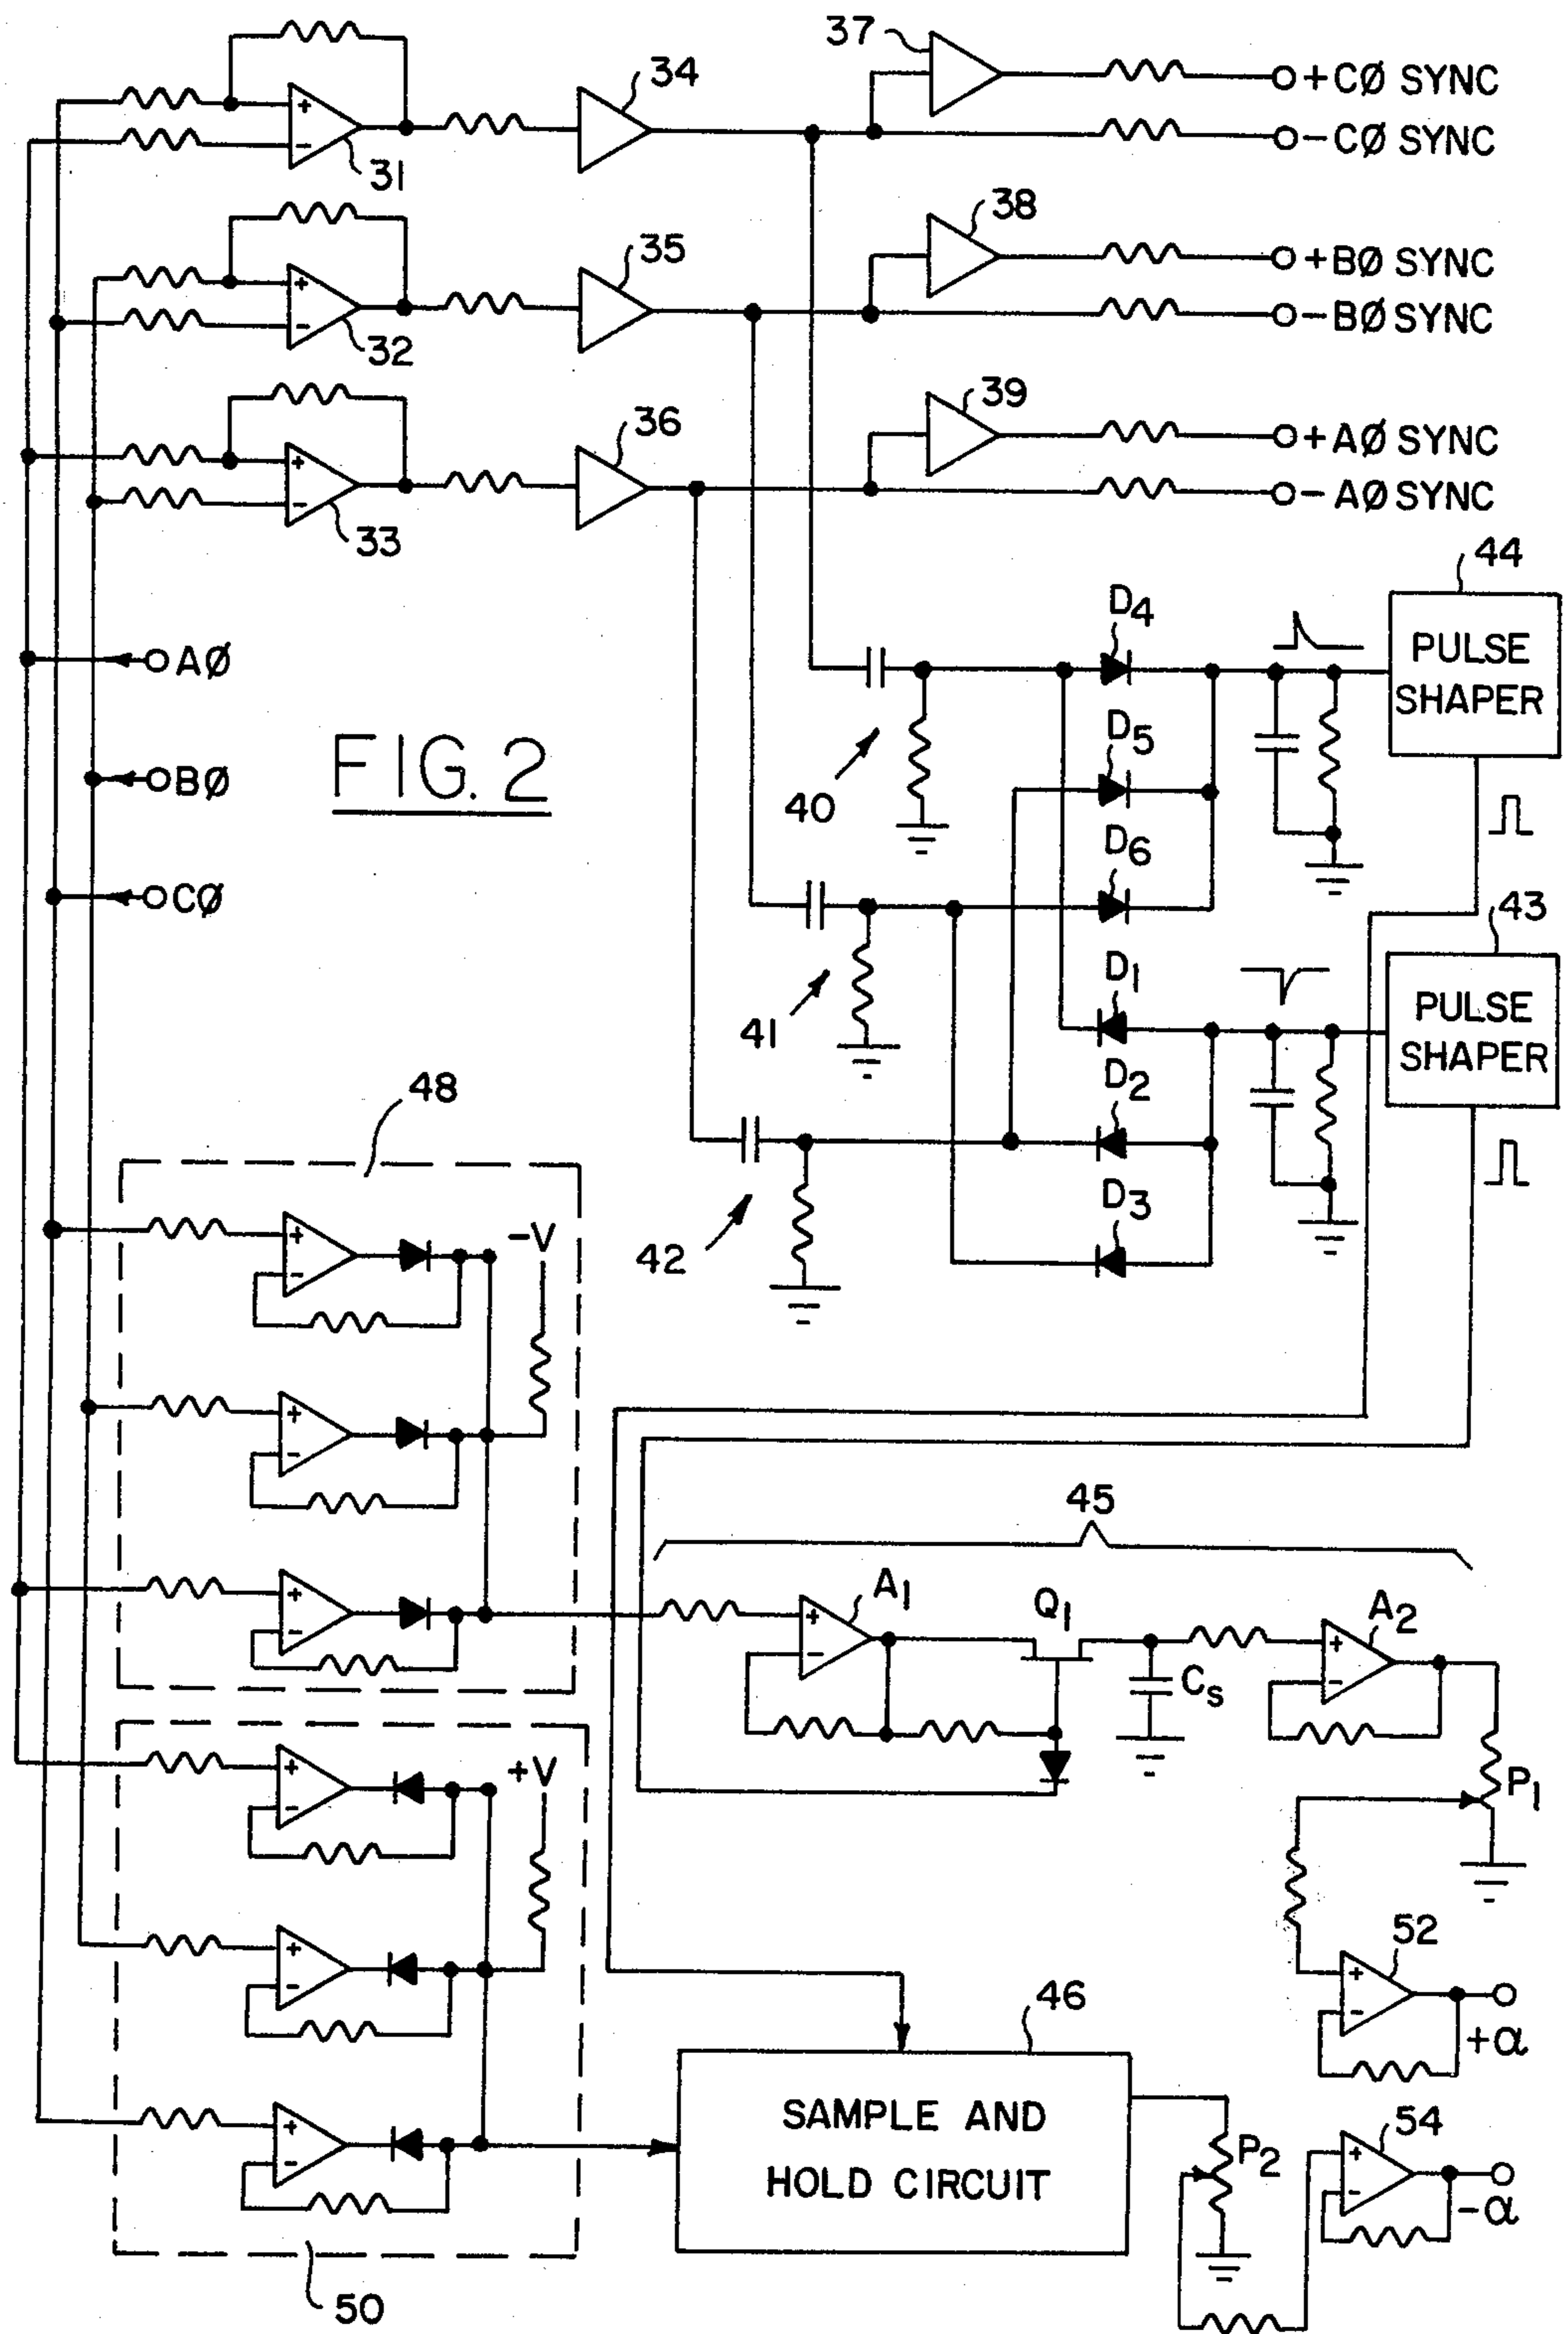 37
+CØ SYNC
34
−CØ SYNC
+
−
31
38
35
+BØ SYNC
+
−BØ SYNC
−
32
39
36
+AØ SYNC
+
−AØ SYNC
−
33
44
D4
PULSE
SHAPER
AØ
D5
FIG. 2
BØ
40
D6
CØ
43
D1
41
PULSE
SHAPER
D2
48
D3
42
−V
+
−
+
−
45
+
−
A1
Q1
A2
+
−
+
−
Cs
+
−
+V
P1
+
−
52
+
−
+α
46
+
−
SAMPLE AND
HOLD CIRCUIT
P2
54
+
−
−α
50